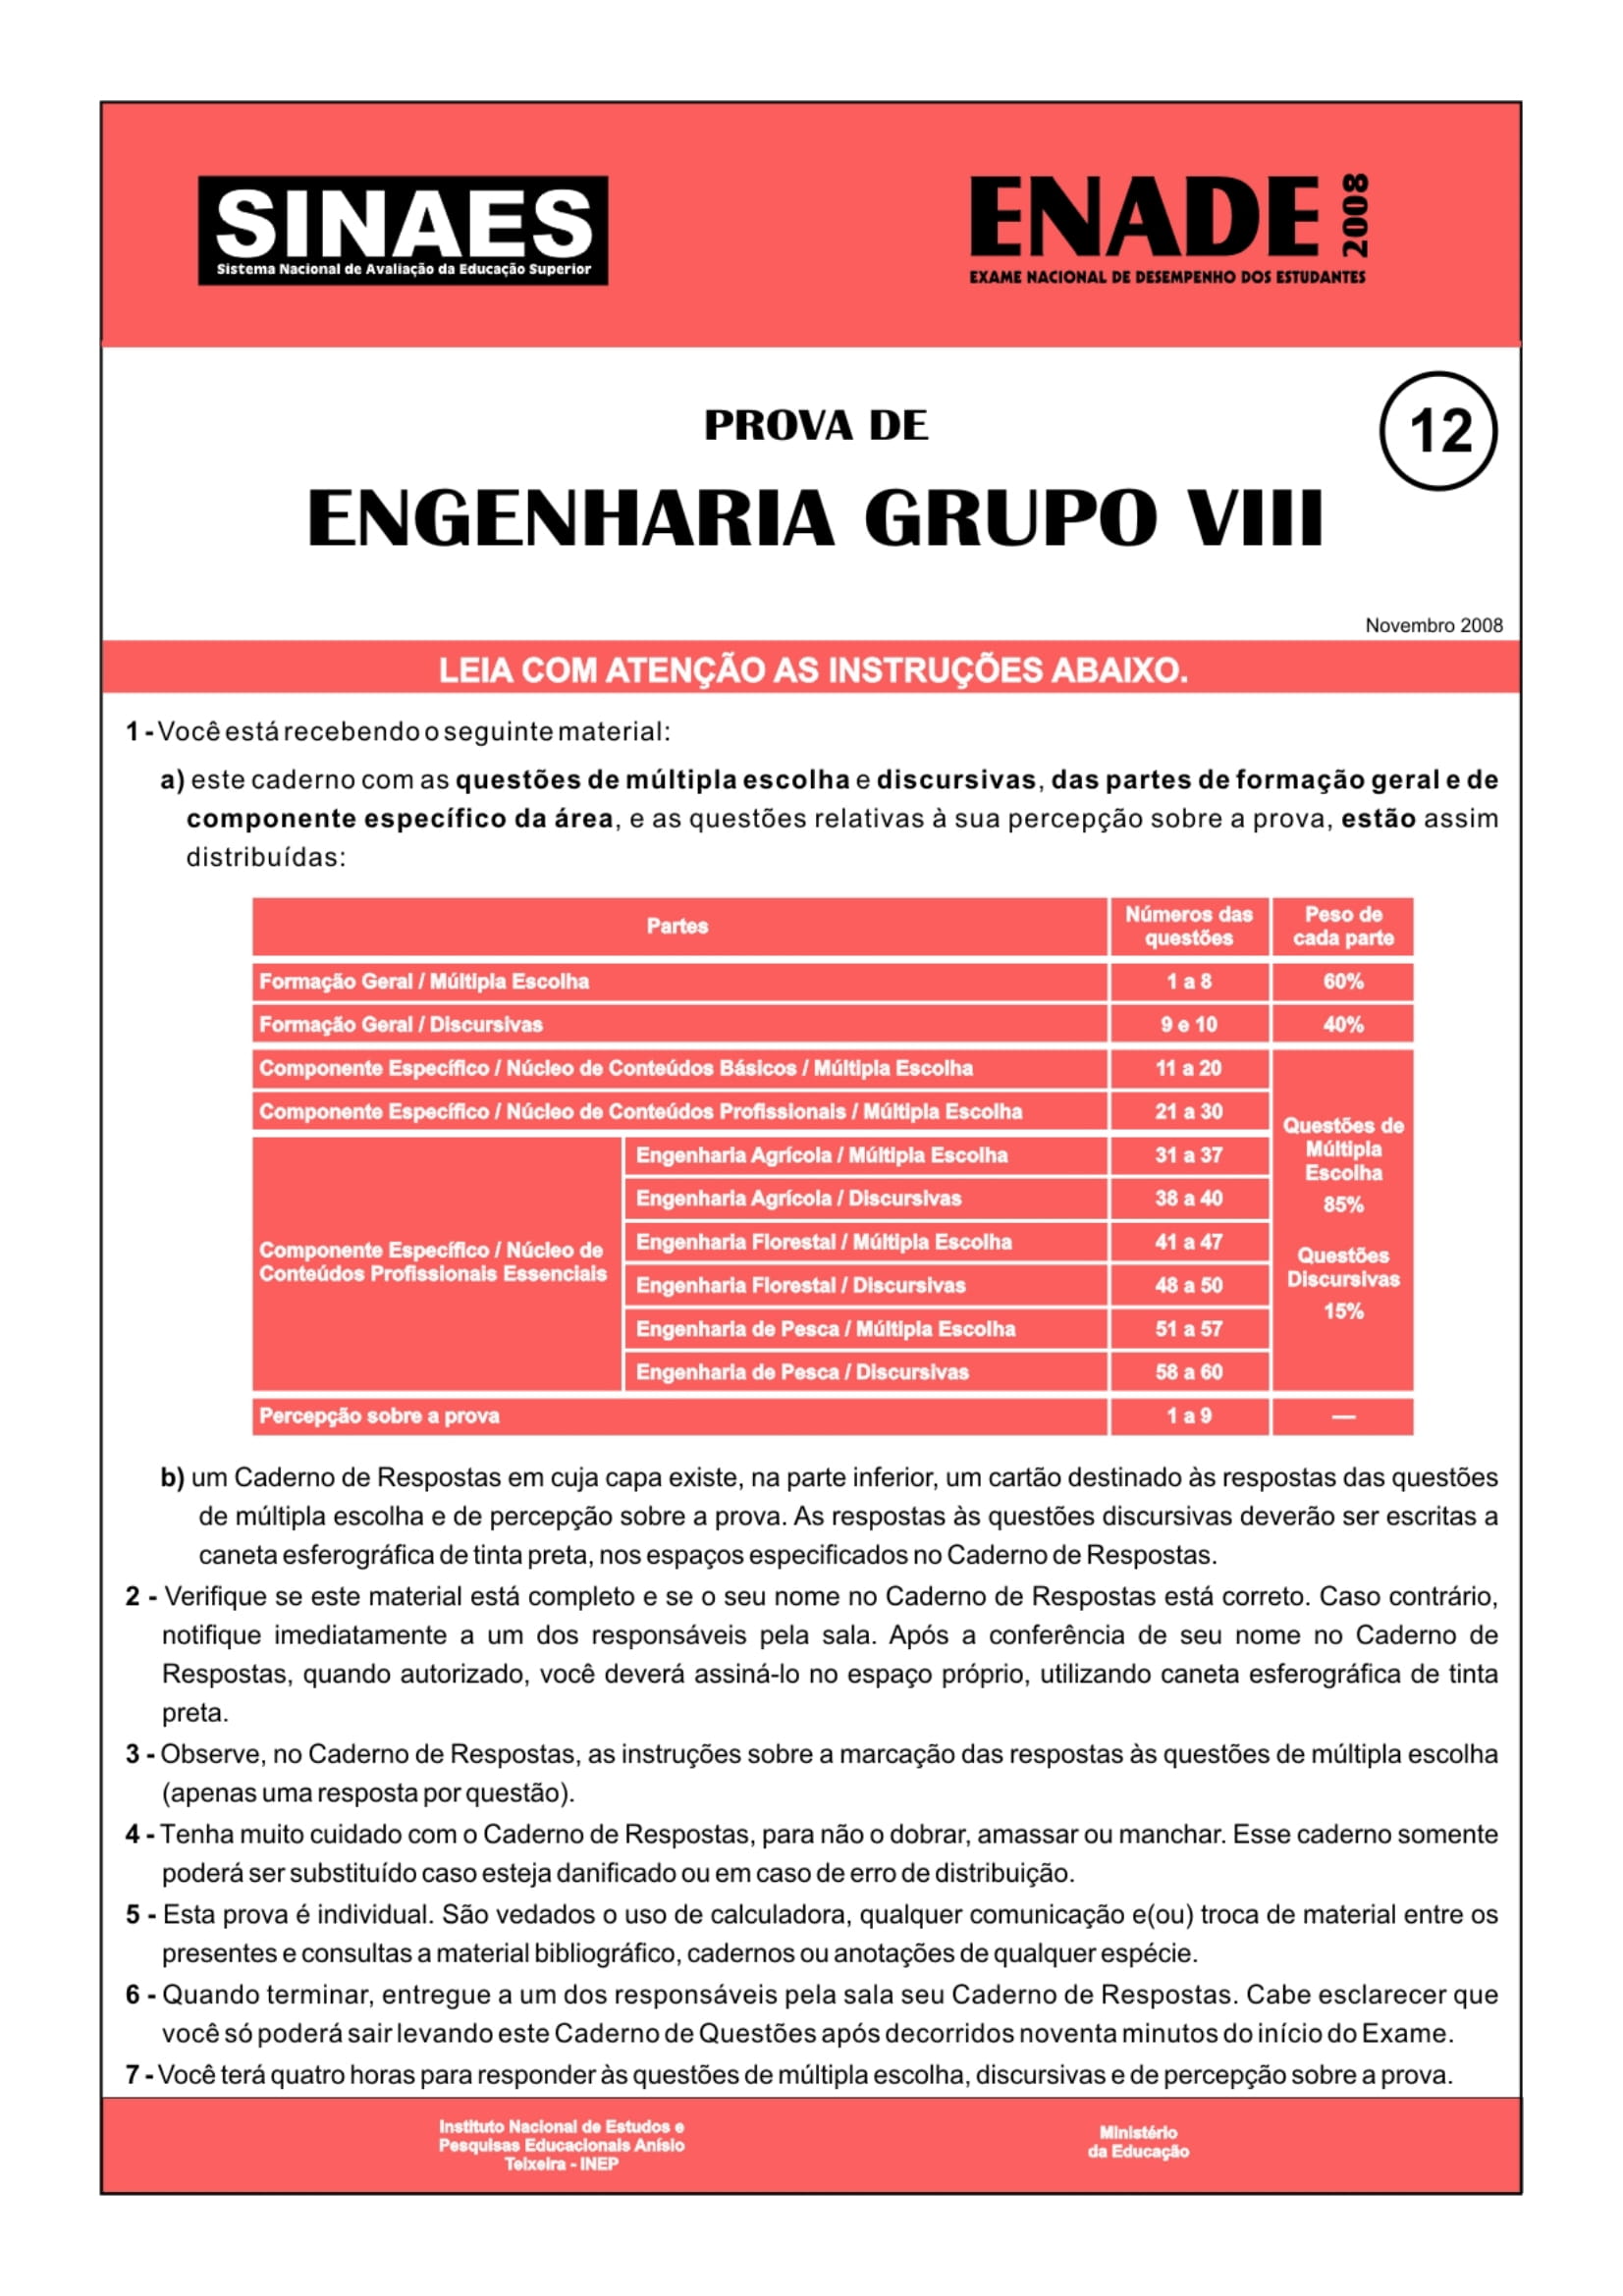 SINAES
Sistema Nacional de Avaliação da Educação Superior
ENADE 2008
EXAME NACIONAL DE DESEMPENHO DOS ESTUDANTES
12
PROVA DE
ENGENHARIA GRUPO VIII
Novembro 2008
LEIA COM ATENÇÃO AS INSTRUÇÕES ABAIXO.
1 - Você está recebendo o seguinte material:
a) este caderno com as questões de múltipla escolha e discursivas, das partes de formação geral e de
componente específico da área, e as questões relativas à sua percepção sobre a prova, estão assim
distribuídas:
Partes
Números das
questões
Peso de
cada parte
Formação Geral / Múltipla Escolha
1 a 8
60%
Formação Geral / Discursivas
9 e 10
40%
Componente Específico / Núcleo de Conteúdos Básicos / Múltipla Escolha
11 a 20
Componente Específico / Núcleo de Conteúdos Profissionais / Múltipla Escolha
21 a 30
Componente Específico / Núcleo de
Conteúdos Profissionais Essenciais
Engenharia Agrícola / Múltipla Escolha
31 a 37
Engenharia Agrícola / Discursivas
38 a 40
Engenharia Florestal / Múltipla Escolha
41 a 47
Engenharia Florestal / Discursivas
48 a 50
Engenharia de Pesca / Múltipla Escolha
51 a 57
Engenharia de Pesca / Discursivas
58 a 60
Questões de
Múltipla
Escolha
85%
Questões
Discursivas
15%
Percepção sobre a prova
1 a 9
—
b) um Caderno de Respostas em cuja capa existe, na parte inferior, um cartão destinado às respostas das questões
de múltipla escolha e de percepção sobre a prova. As respostas às questões discursivas deverão ser escritas a
caneta esferográfica de tinta preta, nos espaços especificados no Caderno de Respostas.
2 - Verifique se este material está completo e se o seu nome no Caderno de Respostas está correto. Caso contrário,
notifique imediatamente a um dos responsáveis pela sala. Após a conferência de seu nome no Caderno de
Respostas, quando autorizado, você deverá assiná-lo no espaço próprio, utilizando caneta esferográfica de tinta
preta.
3 - Observe, no Caderno de Respostas, as instruções sobre a marcação das respostas às questões de múltipla escolha
(apenas uma resposta por questão).
4 - Tenha muito cuidado com o Caderno de Respostas, para não o dobrar, amassar ou manchar. Esse caderno somente
poderá ser substituído caso esteja danificado ou em caso de erro de distribuição.
5 - Esta prova é individual. São vedados o uso de calculadora, qualquer comunicação e(ou) troca de material entre os
presentes e consultas a material bibliográfico, cadernos ou anotações de qualquer espécie.
6 - Quando terminar, entregue a um dos responsáveis pela sala seu Caderno de Respostas. Cabe esclarecer que
você só poderá sair levando este Caderno de Questões após decorridos noventa minutos do início do Exame.
7 - Você terá quatro horas para responder às questões de múltipla escolha, discursivas e de percepção sobre a prova.
Instituto Nacional de Estudos e
Pesquisas Educacionais Anísio
Teixeira - INEP
Ministério
da Educação